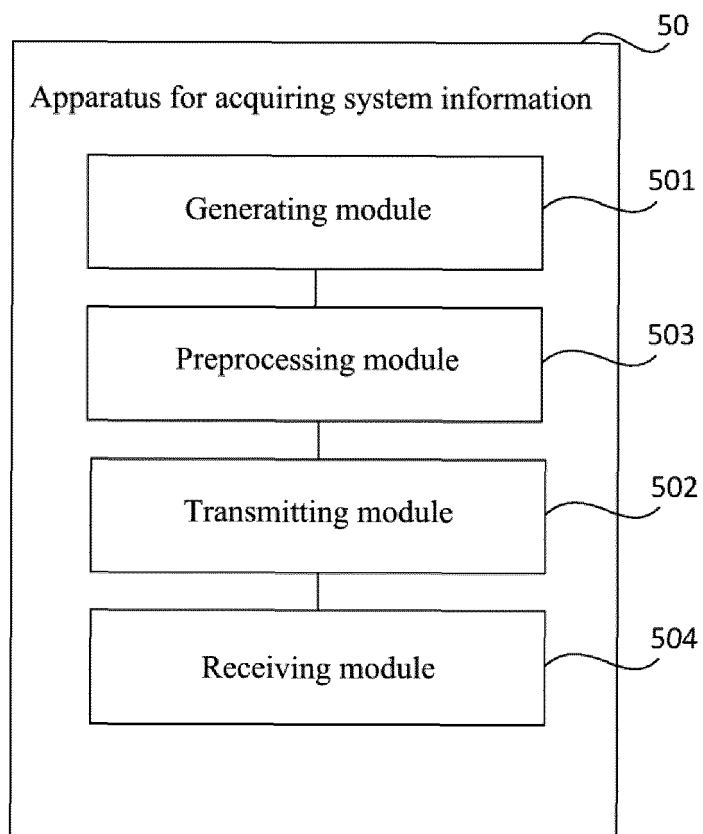 50
Apparatus for acquiring system information
Generating module
501
Preprocessing module
503
Transmitting module
502
Receiving module
504